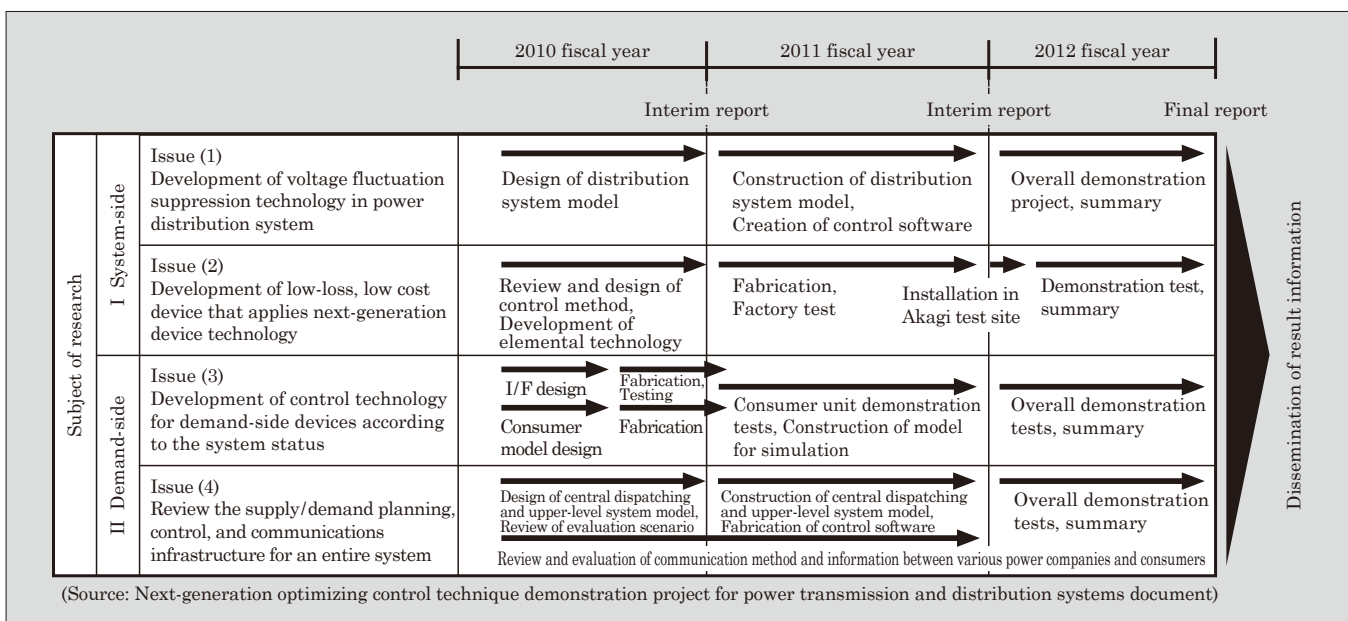 2010 fiscal year
2011 fiscal year
2012 fiscal year
Interim report
Interim report
Final report
Subject of research
I System-side
Issue (1)
Development of voltage fluctuation
suppression technology in power
distribution system
Design of distribution
system model
Construction of distribution
system model,
Creation of control software
Overall demonstration
project, summary
Issue (2)
Development of low-loss, low cost
device that applies next-generation
device technology
Review and design of
control method,
Development of
elemental technology
Fabrication,
Factory test
Installation in
Akagi test site
Demonstration test,
summary
II Demand-side
Issue (3)
Development of control technology
for demand-side devices according
to the system status
I/F design
Fabrication,
Testing
Consumer
model design
Fabrication
Consumer unit demonstration
tests, Construction of model
for simulation
Overall demonstration
tests, summary
Issue (4)
Review the supply/demand planning,
control, and communications
infrastructure for an entire system
Design of central dispatching
and upper-level system model,
Review of evaluation scenario
Construction of central dispatching
and upper-level system model,
Fabrication of control software
Overall demonstration
tests, summary
Review and evaluation of communication method and information between various power companies and consumers
Dissemination of result information
(Source: Next-generation optimizing control technique demonstration project for power transmission and distribution systems document)